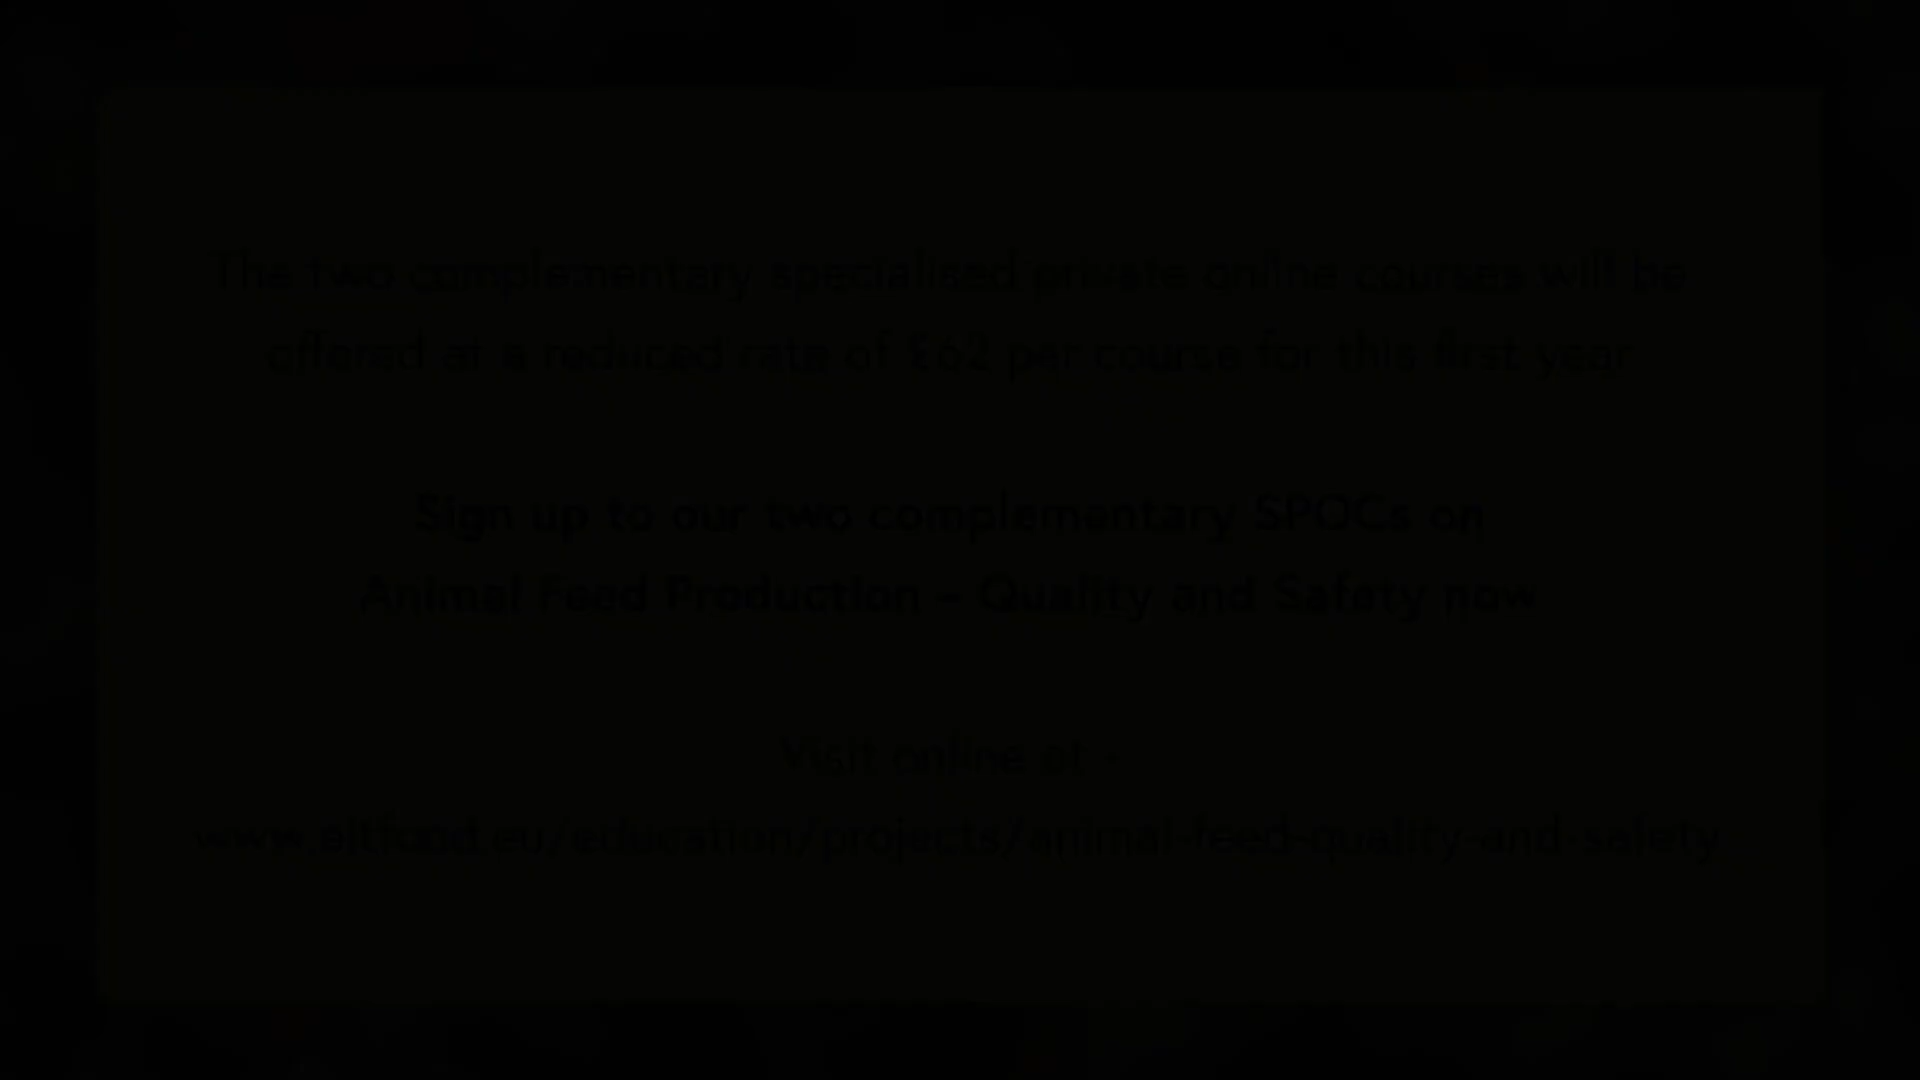 The two complementary specialised private online courses will be
offered at a reduced rate of £62 per course for this first year
Sign up to our two complementary SPOCs on
Animal Feed Production – Quality and Safety now
Visit online at -
www.eitfood.eu/education/projects/animal-feed-quality-and-safety